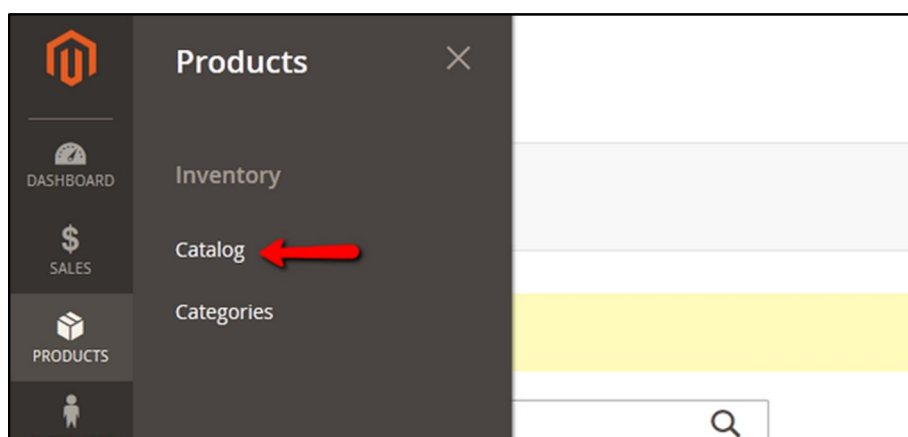 DASHBOARD
SALES
PRODUCTS
Products
Inventory
Catalog
Categories